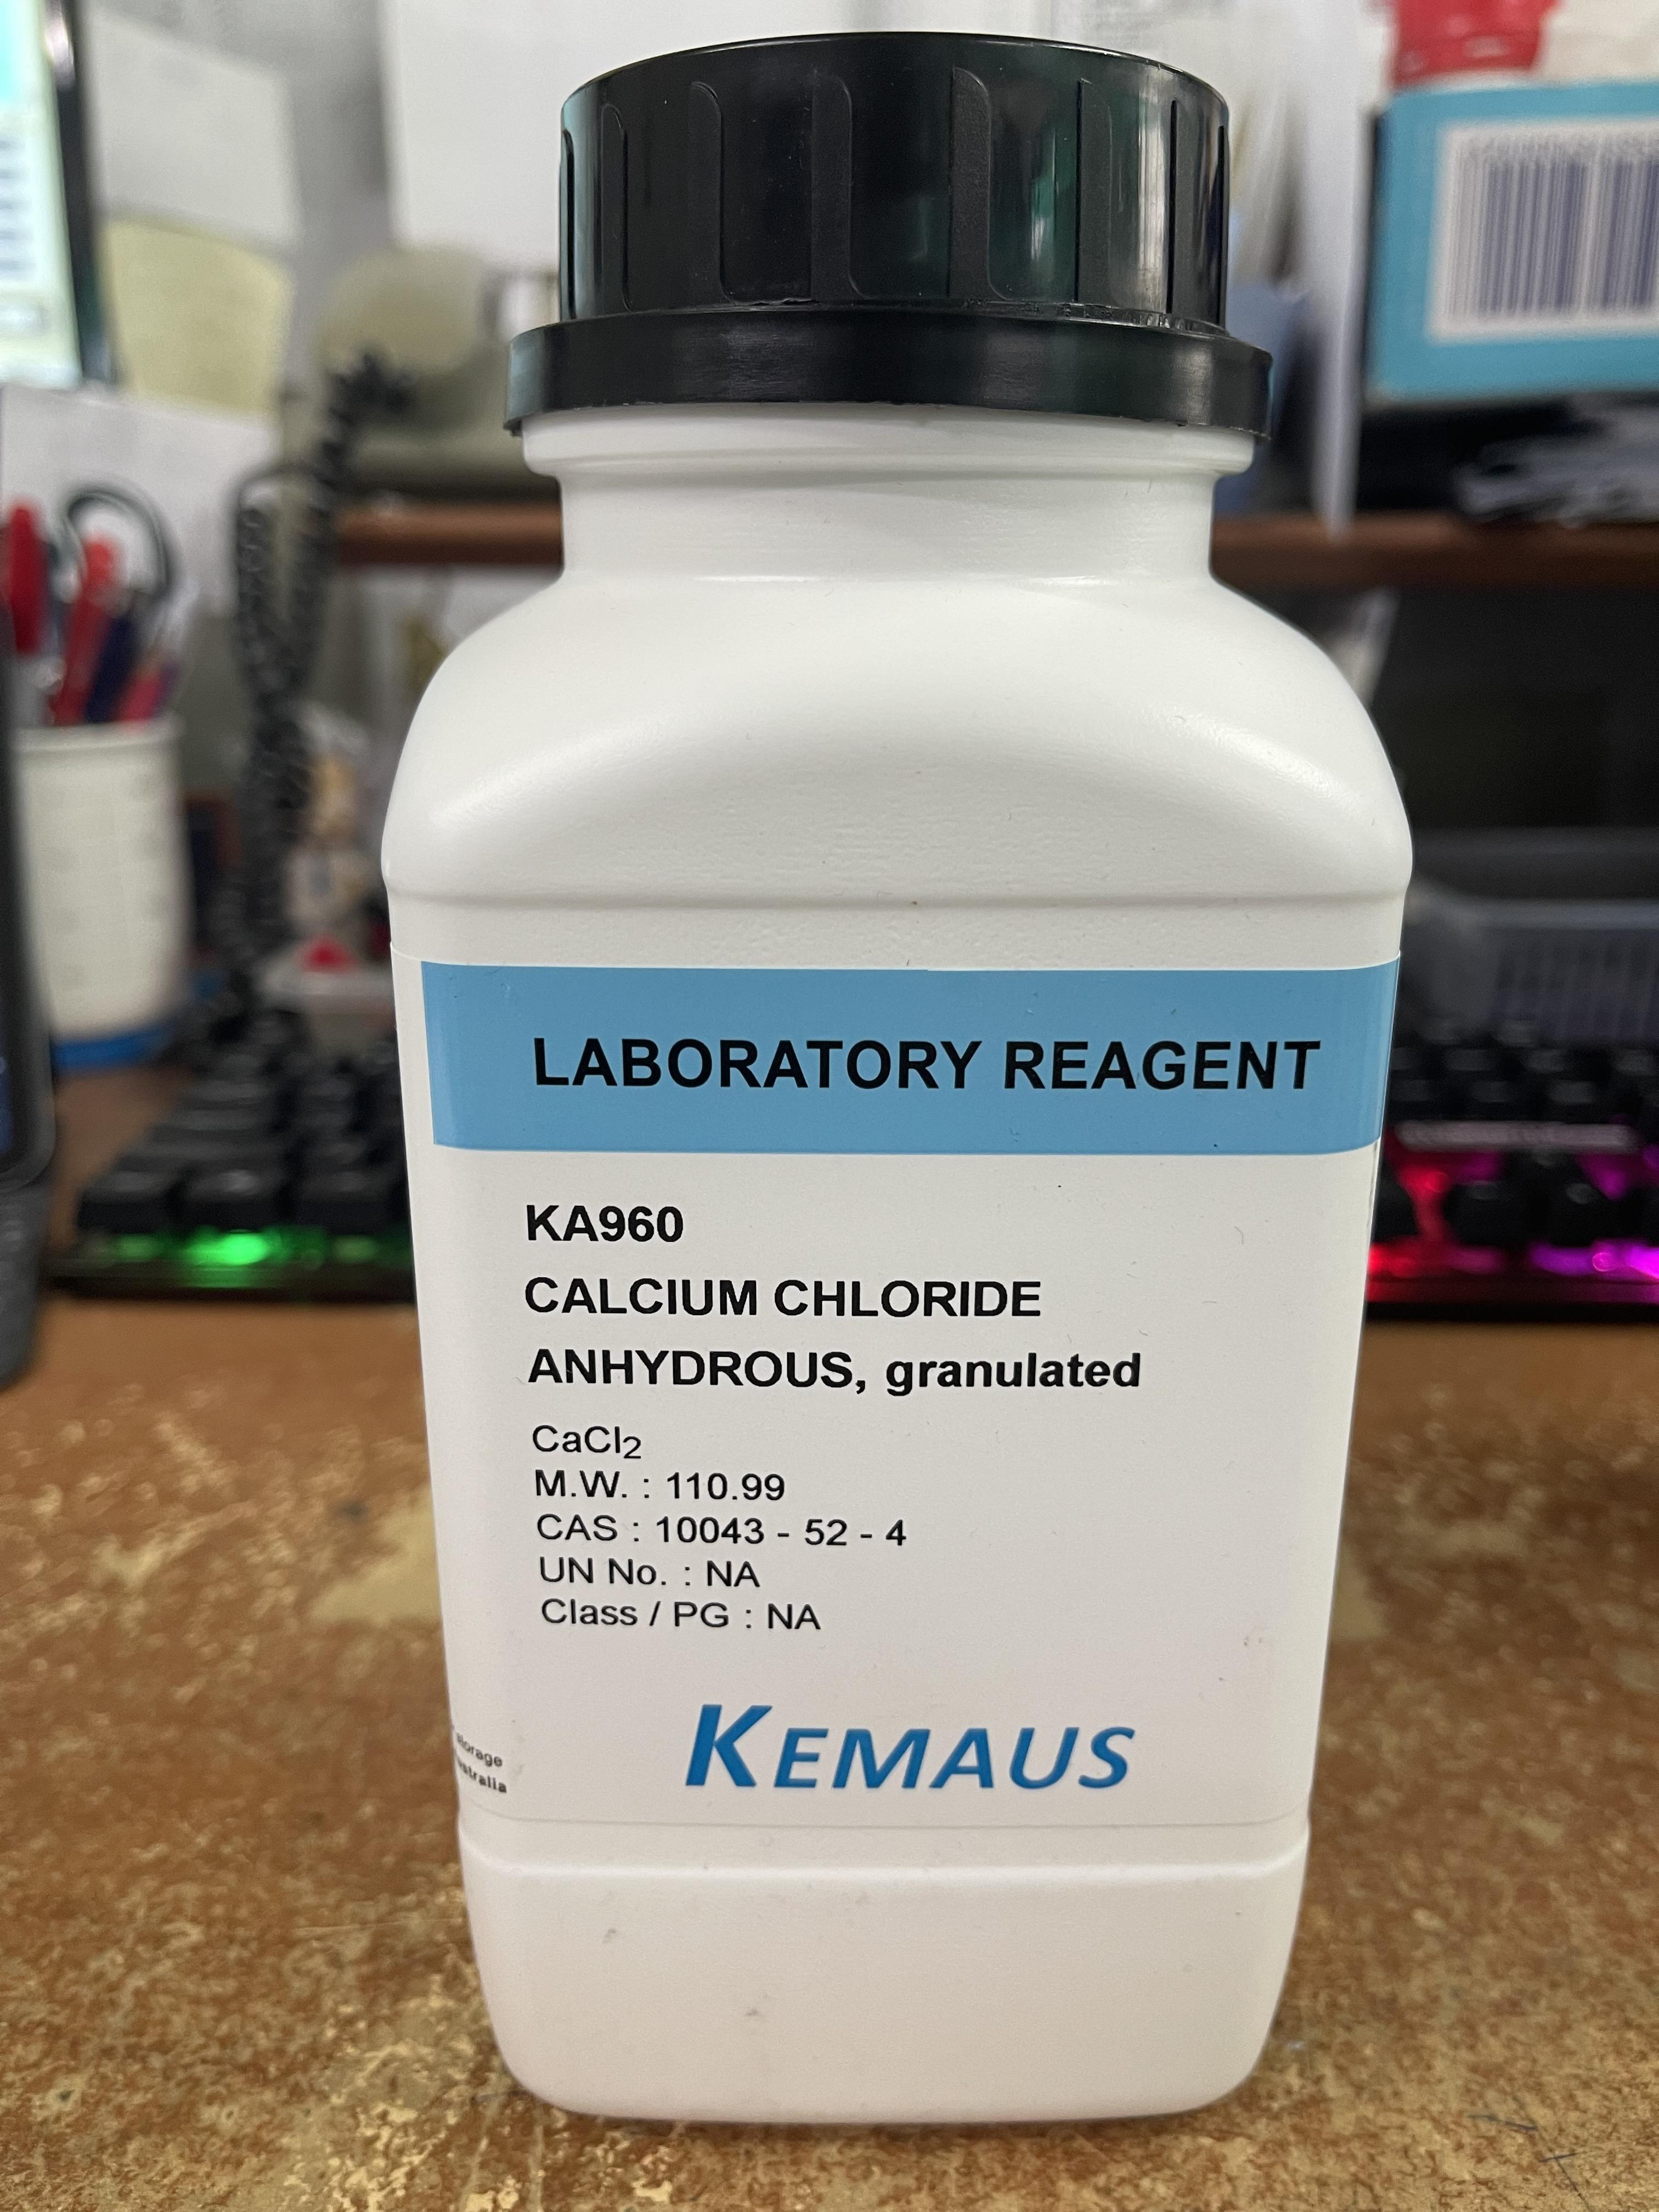 LABORATORY REAGENT
KA960
CALCIUM CHLORIDE
ANHYDROUS, granulated
CaCl₂
M.W. : 110.99
CAS : 10043 - 52 - 4
UN No. : NA
Class / PG : NA
KEMAUS